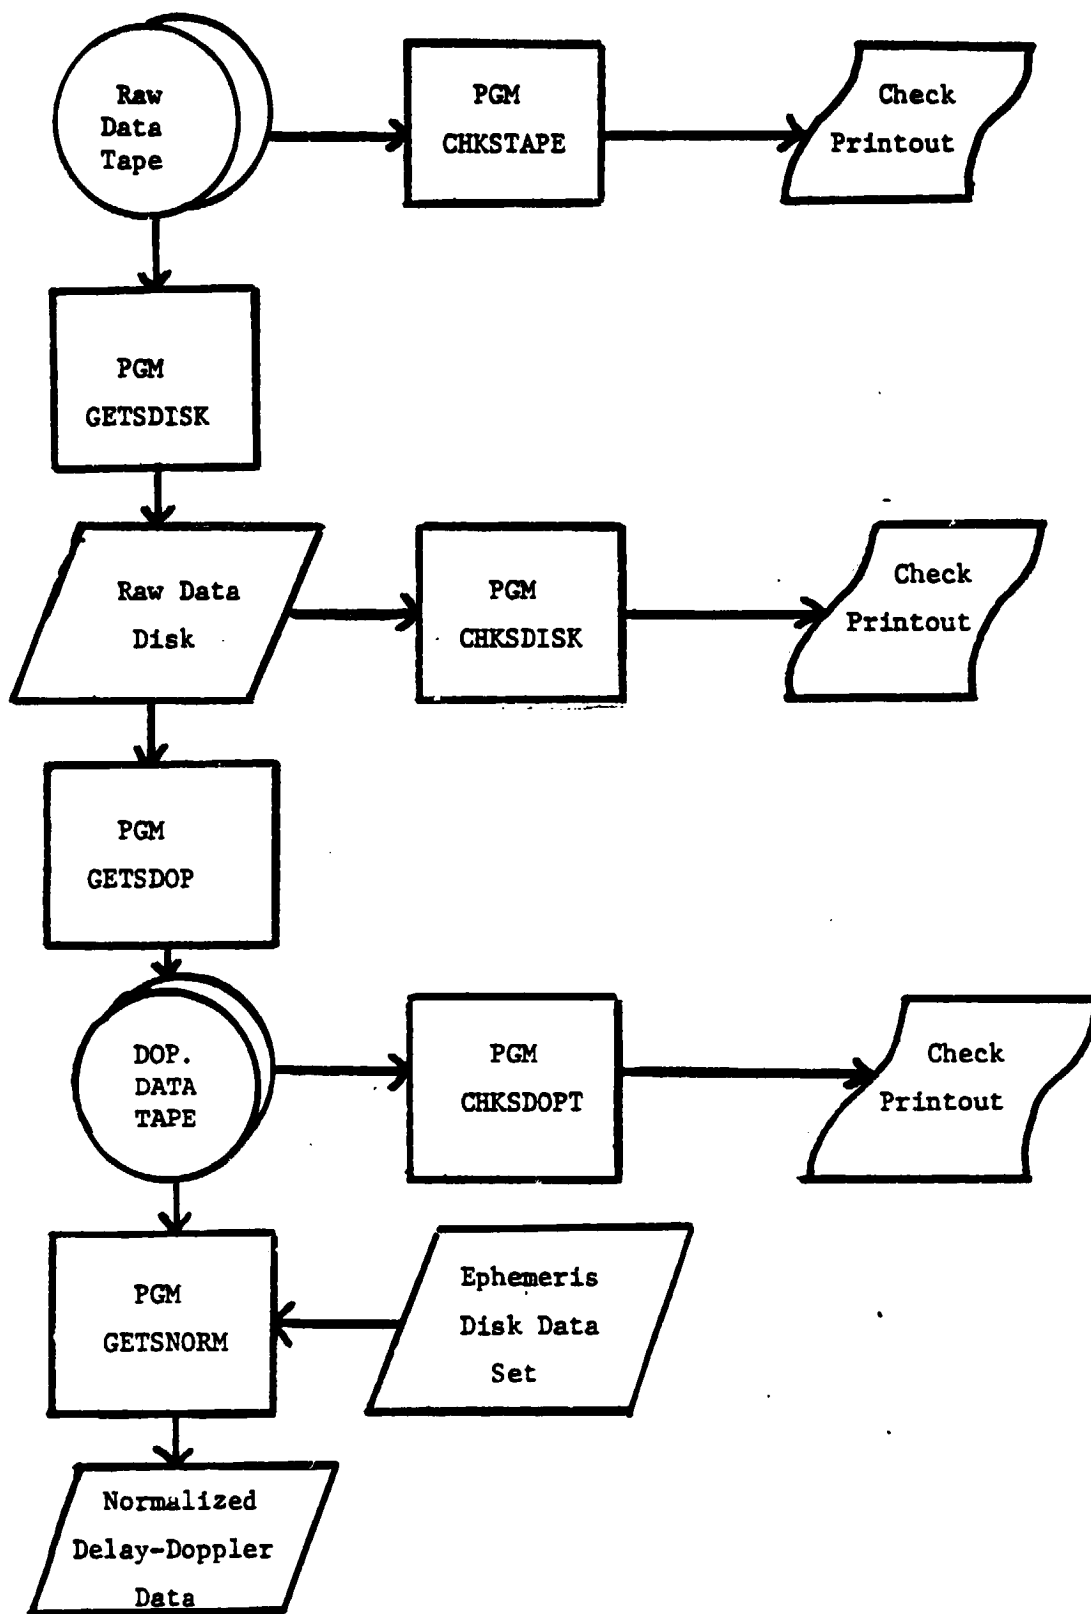 Raw
Data
Tape
PGM
CHKSTAPE
Check
Printout
PGM
GETSDISK
Raw Data
Disk
PGM
CHKSDISK
Check
Printout
PGM
GETSDOP
DOP.
DATA
TAPE
PGM
CHKSDOPT
Check
Printout
PGM
GETSNORM
Ephemeris
Disk Data
Set
Normalized
Delay-Doppler
Data